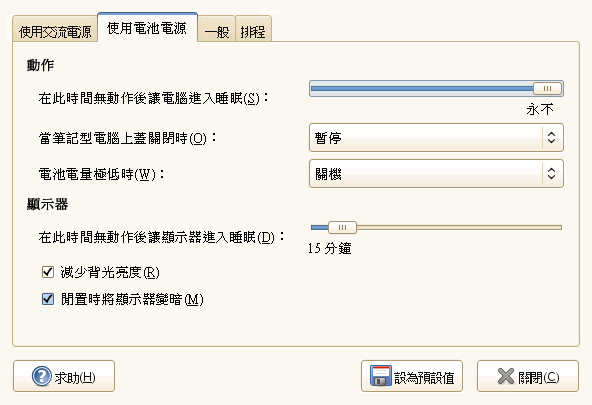 使用交流電源 使用電池電源 一般 排程
動作
在此時間無動作後讓電腦進入睡眠(S)：
永不
當筆記型電腦上蓋關閉時(O)： 暫停
電池電量極低時(W)： 關機
顯示器
在此時間無動作後讓顯示器進入睡眠(D)：
15 分鐘
減少背光亮度(R)
閒置時將顯示器變暗(M)
求助(H) 設為預設值 關閉(C)